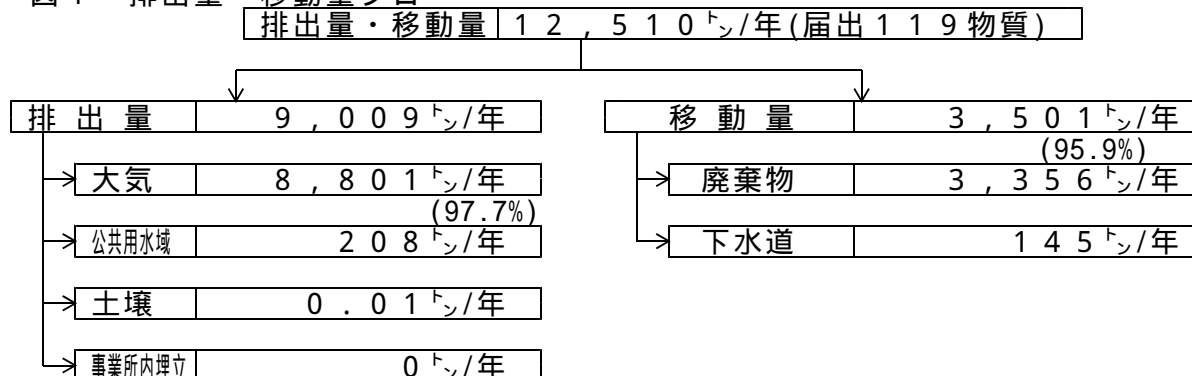 排出量・移動量 12,510㌧/年(届出119物質)
排出量 9,009㌧/年
大気 8,801㌧/年
(97.7%)
公共用水域 208㌧/年
土壌 0.01㌧/年
事業所内埋立 0㌧/年
移動量 3,501㌧/年
(95.9%)
廃棄物 3,356㌧/年
下水道 145㌧/年